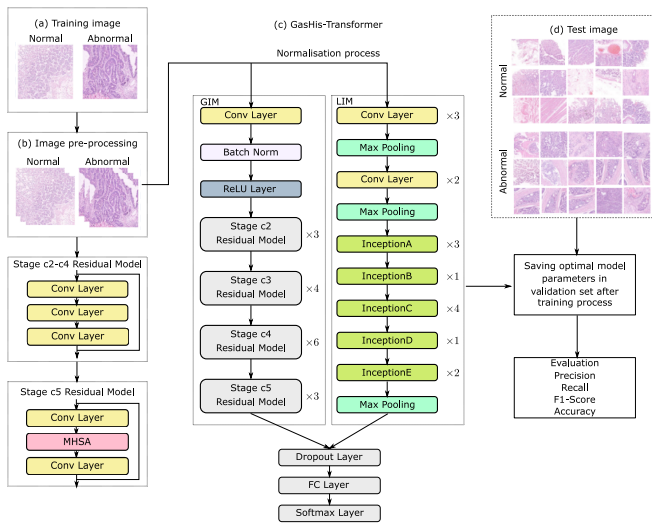 (a) Training image
Normal
Abnormal
(b) Image pre-processing
Normal
Abnormal
Stage c2-c4 Residual Model
Conv Layer
Conv Layer
Conv Layer
Stage c5 Residual Model
Conv Layer
MHSA
Conv Layer
(c) GasHis-Transformer
Normalisation process
GIM
Conv Layer
Batch Norm
ReLU Layer
Stage c2
Residual Model
×3
Stage c3
Residual Model
×4
Stage c4
Residual Model
×6
Stage c5
Residual Model
×3
LIM
Conv Layer
×3
Max Pooling
Conv Layer
×2
Max Pooling
InceptionA
×3
InceptionB
×1
InceptionC
×4
InceptionD
×1
InceptionE
×2
Max Pooling
Dropout Layer
FC Layer
Softmax Layer
(d) Test image
Normal
Abnormal
Saving optimal model
parameters in
validation set after
training process
Evaluation
Precision
Recall
F1-Score
Accuracy